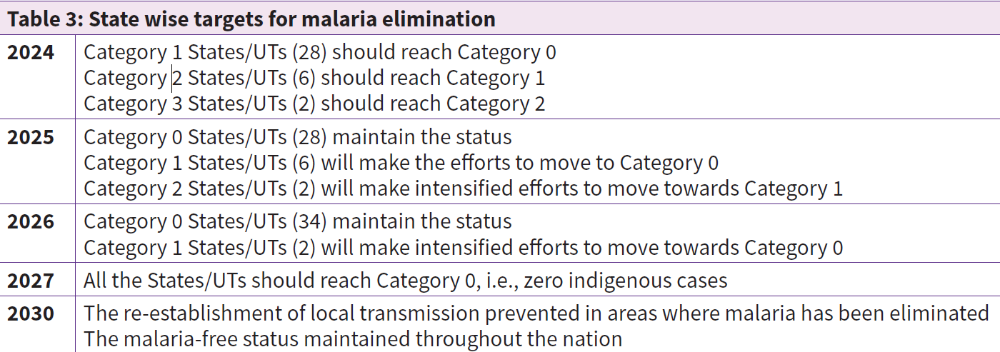 Table 3: State wise targets for malaria elimination
2024
Category 1 States/UTs (28) should reach Category 0
Category 2 States/UTs (6) should reach Category 1
Category 3 States/UTs (2) should reach Category 2
2025
Category 0 States/UTs (28) maintain the status
Category 1 States/UTs (6) will make the efforts to move to Category 0
Category 2 States/UTs (2) will make intensified efforts to move towards Category 1
2026
Category 0 States/UTs (34) maintain the status
Category 1 States/UTs (2) will make intensified efforts to move towards Category 0
2027
All the States/UTs should reach Category 0, i.e., zero indigenous cases
2030
The re-establishment of local transmission prevented in areas where malaria has been eliminated
The malaria-free status maintained throughout the nation